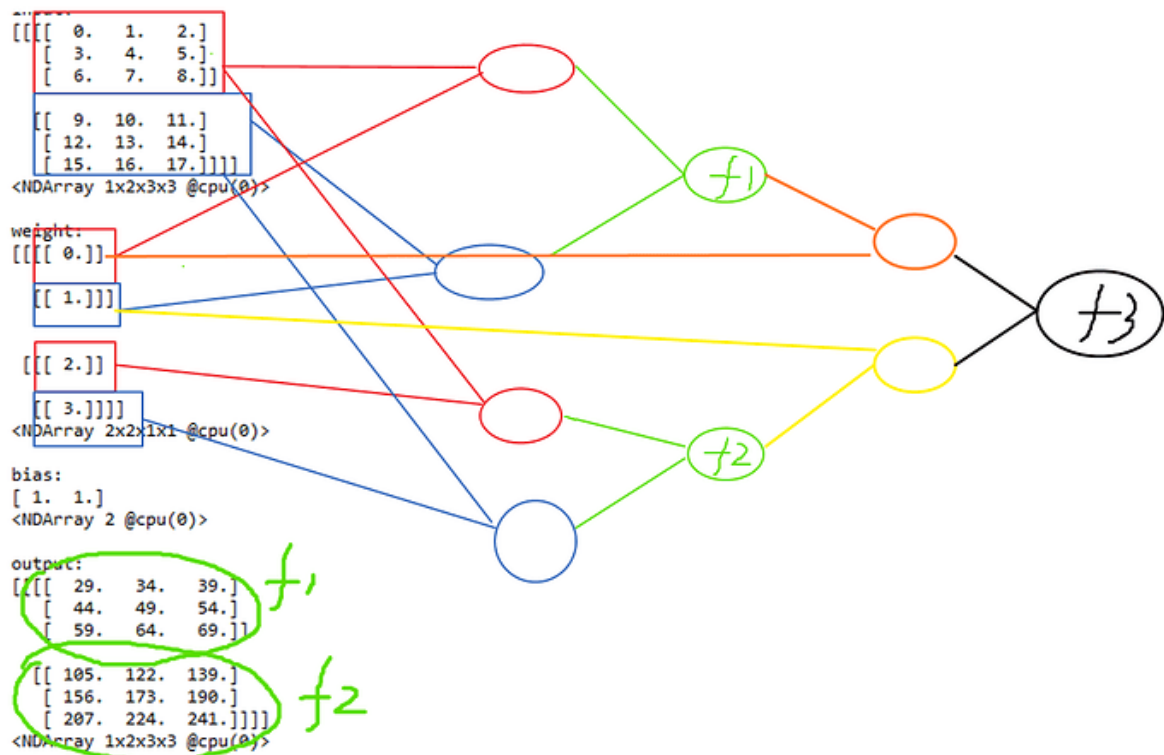 input:
[[[[ 0. 1. 2.]
[ 3. 4. 5.]
[ 6. 7. 8.]]
[[ 9. 10. 11.]
[ 12. 13. 14.]
[ 15. 16. 17.]]]]
<NDArray 1x2x3x3 @cpu(0)>
weight:
[[[[ 0.]]
[[ 1.]]]
[[[ 2.]]
[[ 3.]]]]
<NDArray 2x2x1x1 @cpu(0)>
bias:
[ 1. 1.]
<NDArray 2 @cpu(0)>
output:
[[[[ 29. 34. 39.]
[ 44. 49. 54.]
[ 59. 64. 69.]]
f1
[[ 105. 122. 139.]
[ 156. 173. 190.]
[ 207. 224. 241.]]]]
f2
<NDArray 1x2x3x3 @cpu(0)>
f1
f2
f3